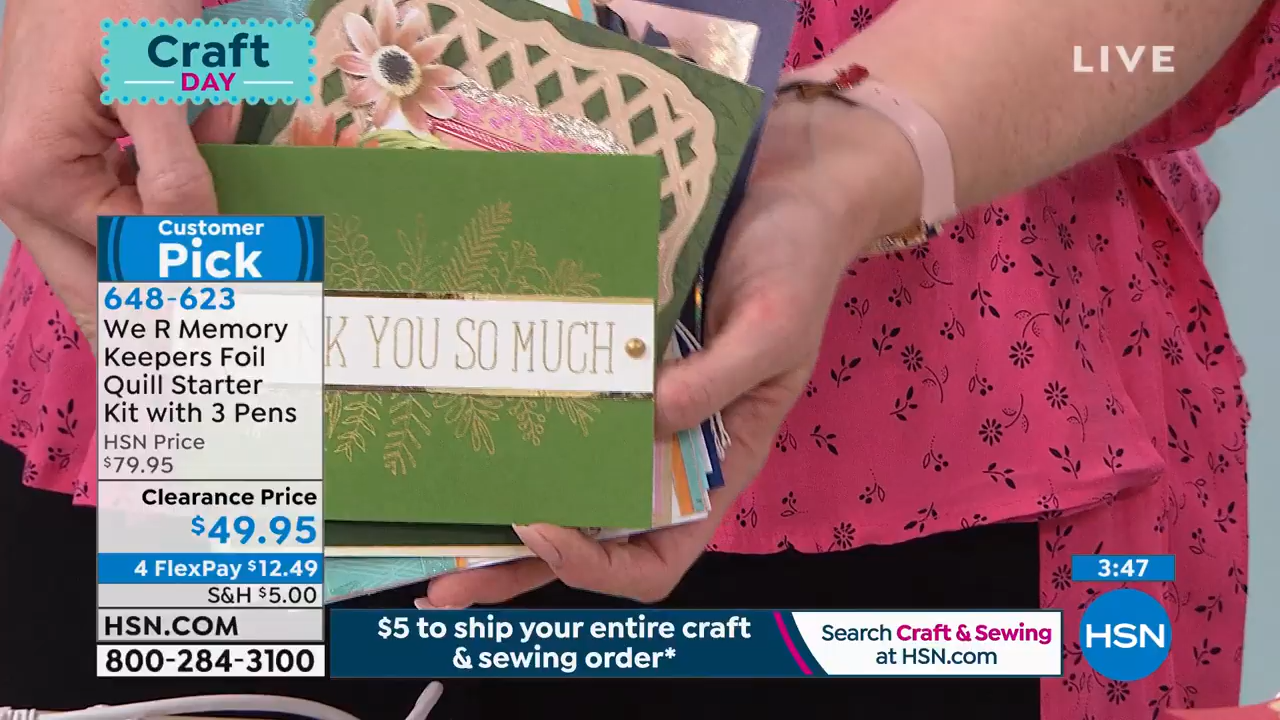 Craft
DAY
LIVE
Customer
Pick
648-623
We R Memory
Keepers Foil
Quill Starter
Kit with 3 Pens
HSN Price
$79.95
Clearance Price
$49.95
4 FlexPay $12.49
S&H $5.00
HSN.COM
800-284-3100
K YOU SO MUCH
$5 to ship your entire craft
& sewing order*
Search Craft & Sewing
at HSN.com
3:47
HSN